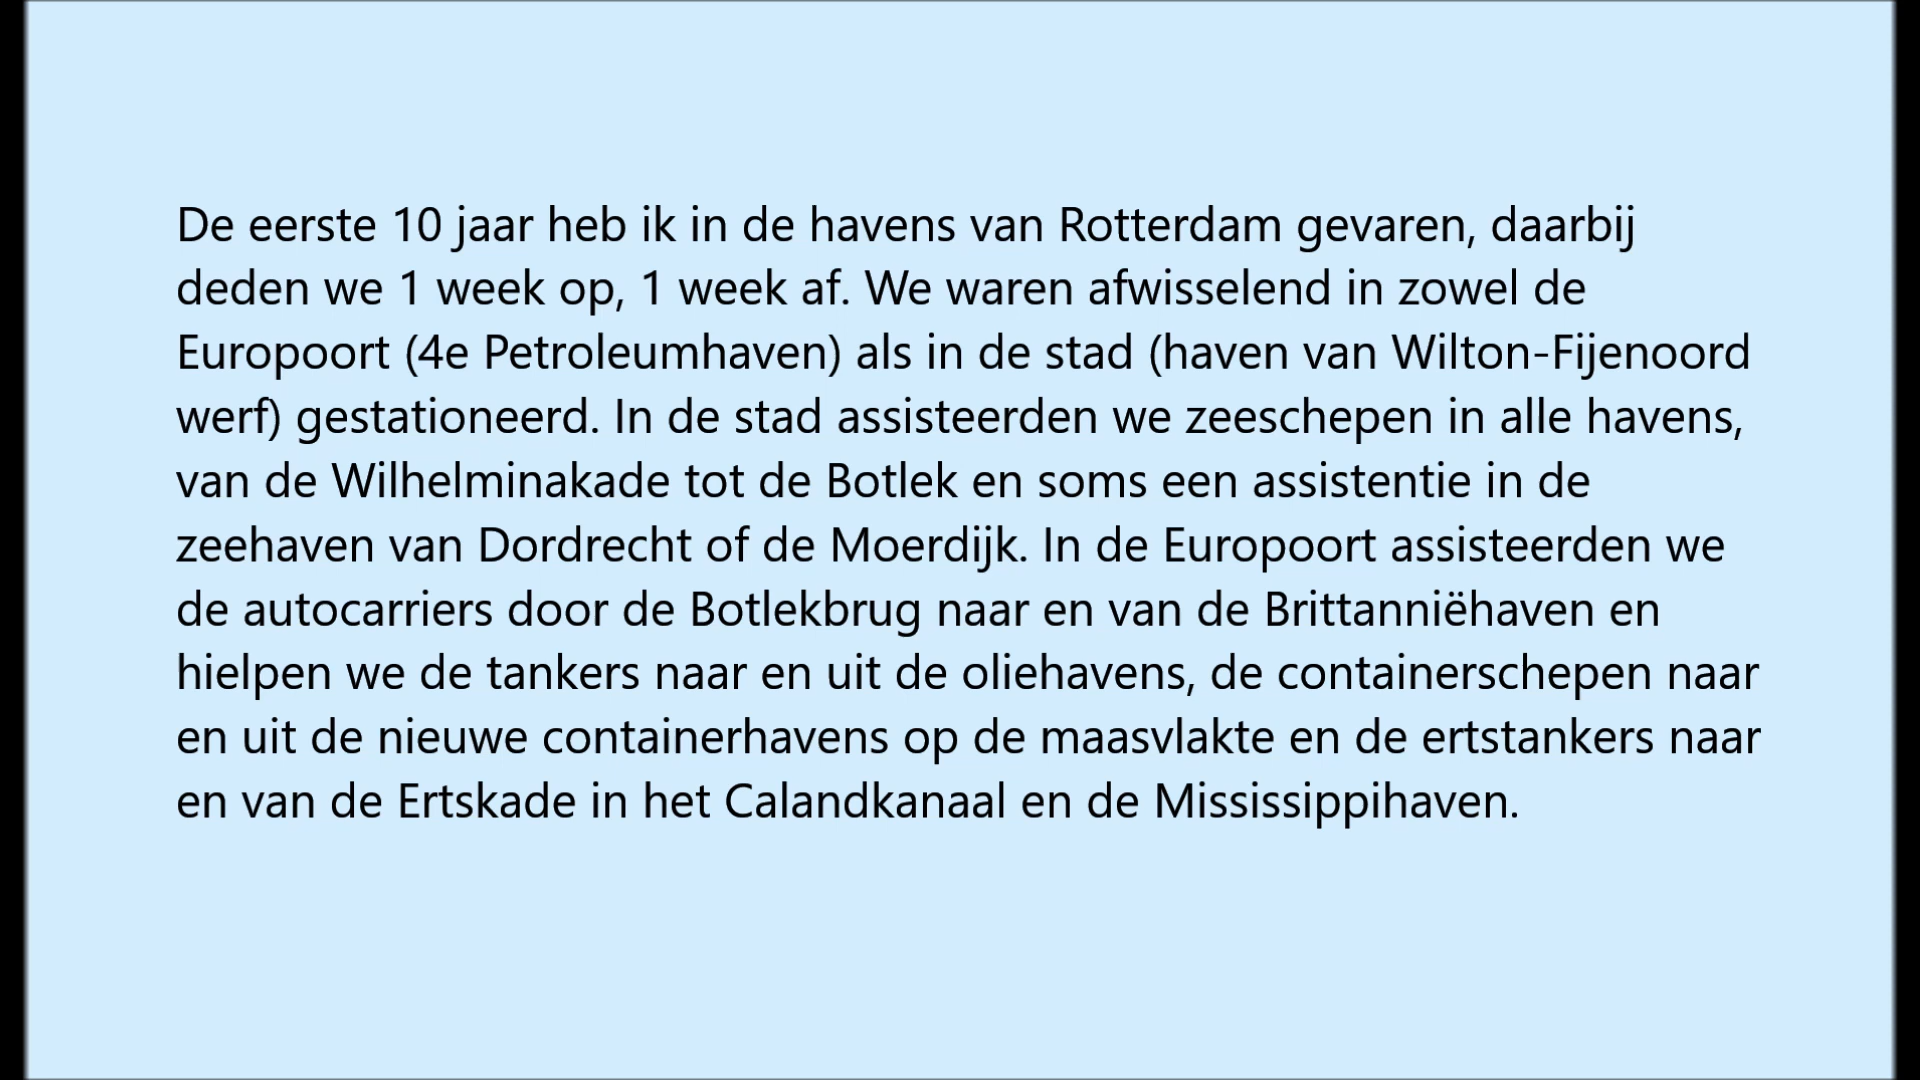 De eerste 10 jaar heb ik in de havens van Rotterdam gevaren, daarbij
deden we 1 week op, 1 week af. We waren afwisselend in zowel de
Europoort (4e Petroleumhaven) als in de stad (haven van Wilton-Fijenoord
werf) gestationeerd. In de stad assisteerden we zeeschepen in alle havens,
van de Wilhelminakade tot de Botlek en soms een assistentie in de
zeehaven van Dordrecht of de Moerdijk. In de Europoort assisteerden we
de autocarriers door de Botlekbrug naar en van de Brittanniëhaven en
hielpen we de tankers naar en uit de oliehavens, de containerschepen naar
en uit de nieuwe containerhavens op de maasvlakte en de ertstankers naar
en van de Ertskade in het Calandkanaal en de Mississippihaven.